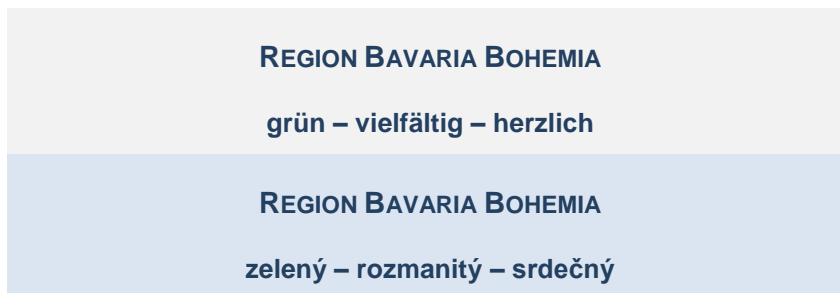 REGION BAVARIA BOHEMIA
grün – vielfältig – herzlich
REGION BAVARIA BOHEMIA
zelený – rozmanitý – srdečný